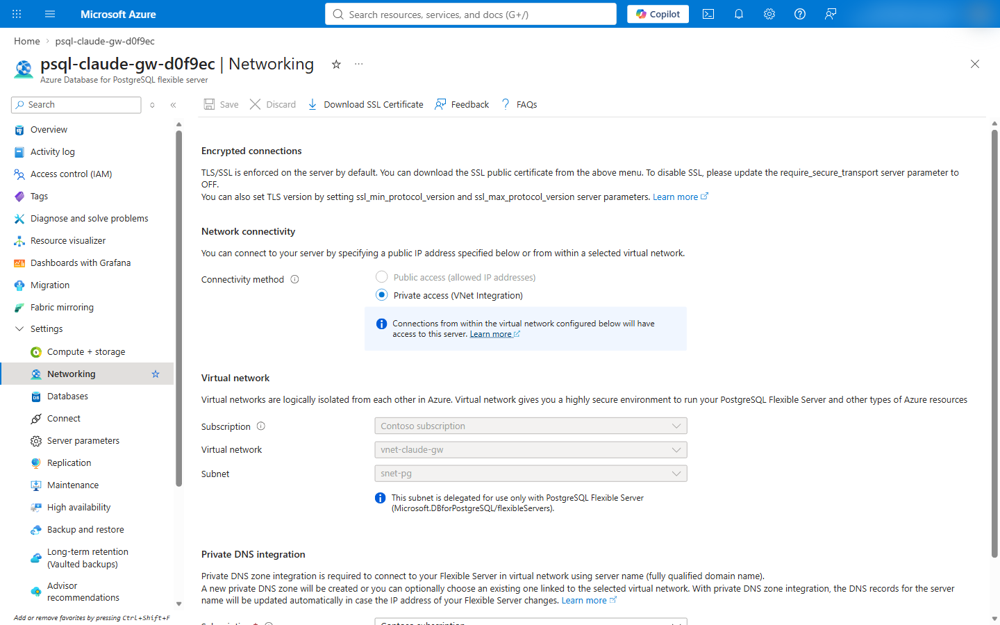 Microsoft Azure
Search resources, services, and docs (G+/)
Copilot
Home > psql-claude-gw-d0f9ec
psql-claude-gw-d0f9ec | Networking
Azure Database for PostgreSQL flexible server
Search
Save
Discard
Download SSL Certificate
Feedback
FAQs
Overview
Activity log
Access control (IAM)
Tags
Diagnose and solve problems
Resource visualizer
Dashboards with Grafana
Migration
Fabric mirroring
Settings
Compute + storage
Networking
Databases
Connect
Server parameters
Replication
Maintenance
High availability
Backup and restore
Long-term retention
(Vaulted backups)
Advisor
recommendations
Add or remove favorites by pressing Ctrl+Shift+F
Encrypted connections
TLS/SSL is enforced on the server by default. You can download the SSL public certificate from the above menu. To disable SSL, please update the require_secure_transport server parameter to
OFF.
You can also set TLS version by setting ssl_min_protocol_version and ssl_max_protocol_version server parameters. Learn more
Network connectivity
You can connect to your server by specifying a public IP address specified below or from within a selected virtual network.
Connectivity method
Public access (allowed IP addresses)
Private access (VNet Integration)
Connections from within the virtual network configured below will have
access to this server. Learn more
Virtual network
Virtual networks are logically isolated from each other in Azure. Virtual network gives you a highly secure environment to run your PostgreSQL Flexible Server and other types of Azure resources
Subscription
Contoso subscription
Virtual network
vnet-claude-gw
Subnet
snet-pg
This subnet is delegated for use only with PostgreSQL Flexible Server
(Microsoft.DBforPostgreSQL/flexibleServers).
Private DNS integration
Private DNS zone integration is required to connect to your Flexible Server in virtual network using server name (fully qualified domain name).
A new private DNS zone will be created or you can optionally choose an existing one linked to the selected virtual network. With private DNS zone integration, the DNS records for the server
name will be updated automatically in case the IP address of your Flexible Server changes. Learn more
Subscription *
Contoso subscription